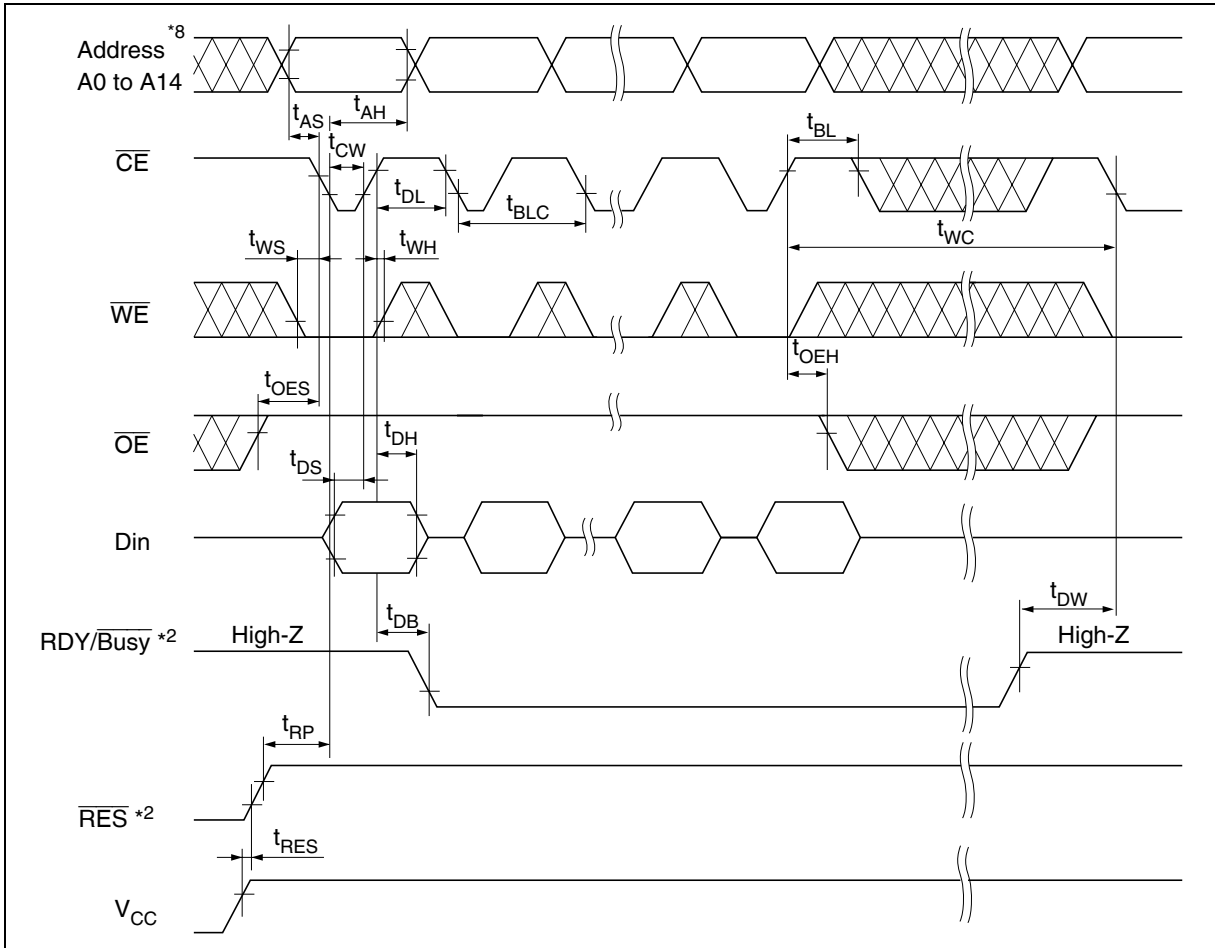 Address *8
A0 to A14
tAS
tAH
tBL
CE
tCW
tDL
tBLC
tWC
tWS
tWH
WE
tOEH
tOES
OE
tDH
tDS
Din
tDB
tDW
RDY/Busy *2
High-Z
High-Z
tRP
RES *2
tRES
VCC